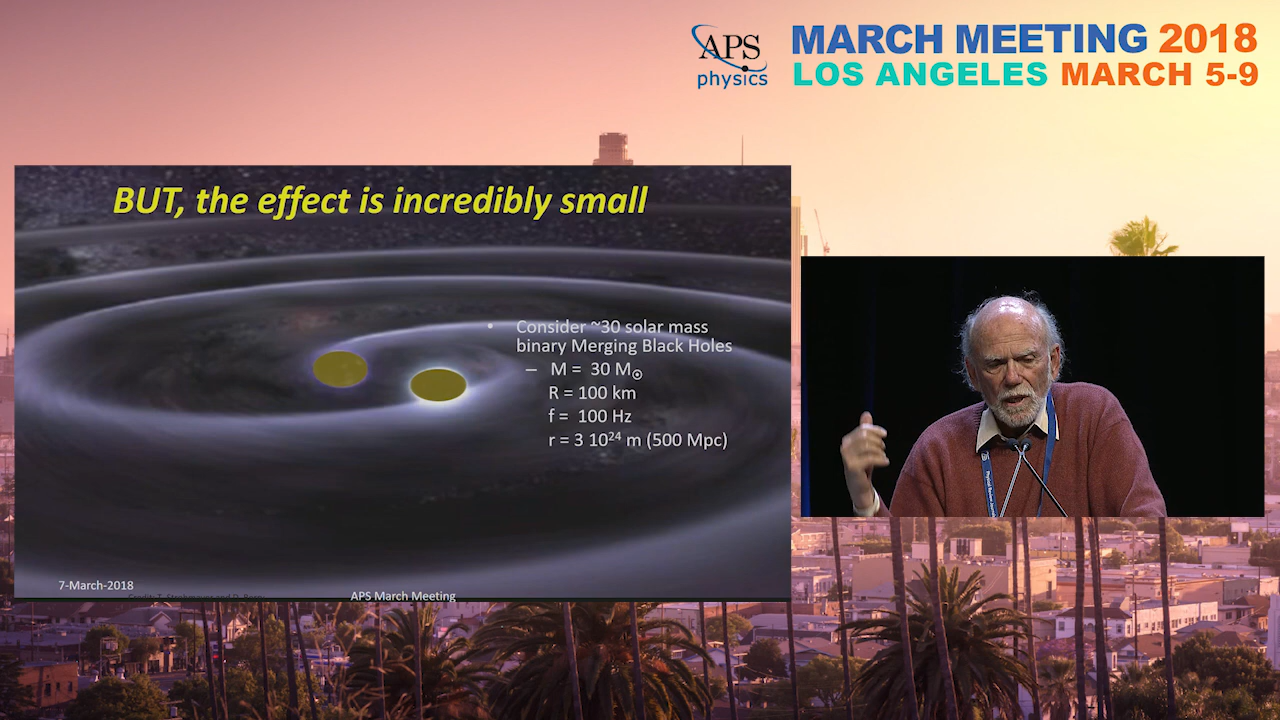 APS
physics
MARCH MEETING 2018
LOS ANGELES MARCH 5-9
BUT, the effect is incredibly small
• Consider ~30 solar mass
binary Merging Black Holes
– M = 30 M☉
R = 100 km
f = 100 Hz
r = 3 10²⁴ m (500 Mpc)
7-March-2018
APS March Meeting